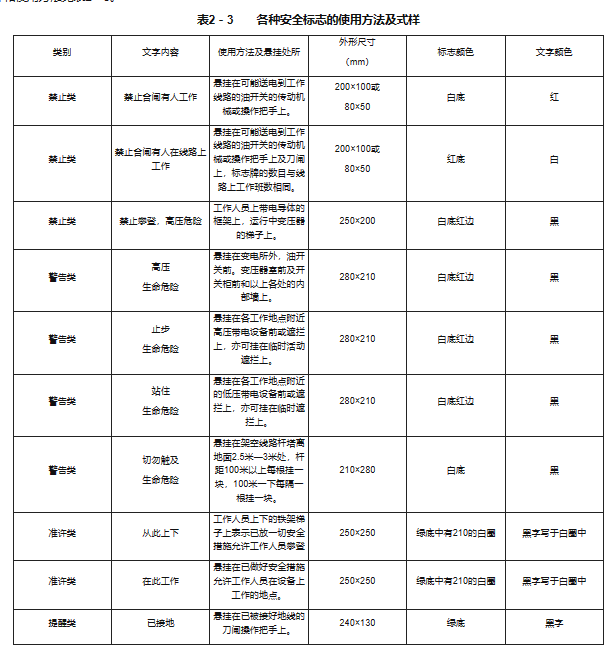 表2－3 各种安全标志的使用方法及式样
类别 文字内容 使用方法及悬挂处所 外形尺寸 标志颜色 文字颜色
（mm）
禁止类 禁止合闸有人工作 悬挂在可能送电到工作 200×100或 白底 红
线路的油开关的传动机
械或操作把手上。 80×50
禁止类 禁止合闸有人在线路上 悬挂在可能送电到工作 200×100或 红底 白
工作 线路的油开关的传动机
械或操作把手及刀闸 80×50
上，标志牌的数目与线
路上工作班数相同。
禁止类 禁止攀登，高压危险 工作人员上带电导体的 250×200 白底红边 黑
框架上，运行中变压器
的梯子上。
警告类 高压 悬挂在变电所外，油开 280×210 白底红边 黑
生命危险 关前。变压器室前及开
关柜前和以上各处的内
部墙上。
警告类 止步 悬挂在各工作地点附近 280×210 白底红边 黑
生命危险 高压带电设备前或遮拦
上，亦可挂在临时活动
遮拦上。
警告类 站住 悬挂在各工作地点附近 280×210 白底红边 黑
生命危险 的低压带电设备前或遮
拦上，亦可挂在临时遮
拦上。
警告类 切勿触及 悬挂在架空线路杆塔离 210×280 白底 黑
生命危险 地面2.5米—3米处，杆
距100米以上每根挂一
块，100米一下每隔一
根挂一块。
准许类 从此上下 工作人员上下的铁架梯 250×250 绿底中有210的白圈 黑字写于白圈中
子上表示已放一切安全
措施允许工作人员攀登
准许类 在此工作 悬挂在已做好安全措施 250×250 绿底中有210的白圈 黑字写于白圈中
允许工作人员在设备上
工作的地点。
提醒类 已接地 悬挂在已被接好地线的 240×130 绿底 黑字
刀闸操作把手上。